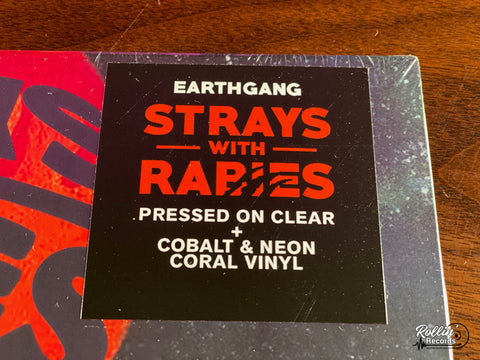 EARTHGANG
STRAYS
WITH
RABIES
PRESSED ON CLEAR
+
COBALT & NEON
CORAL VINYL
Rollin'
Records